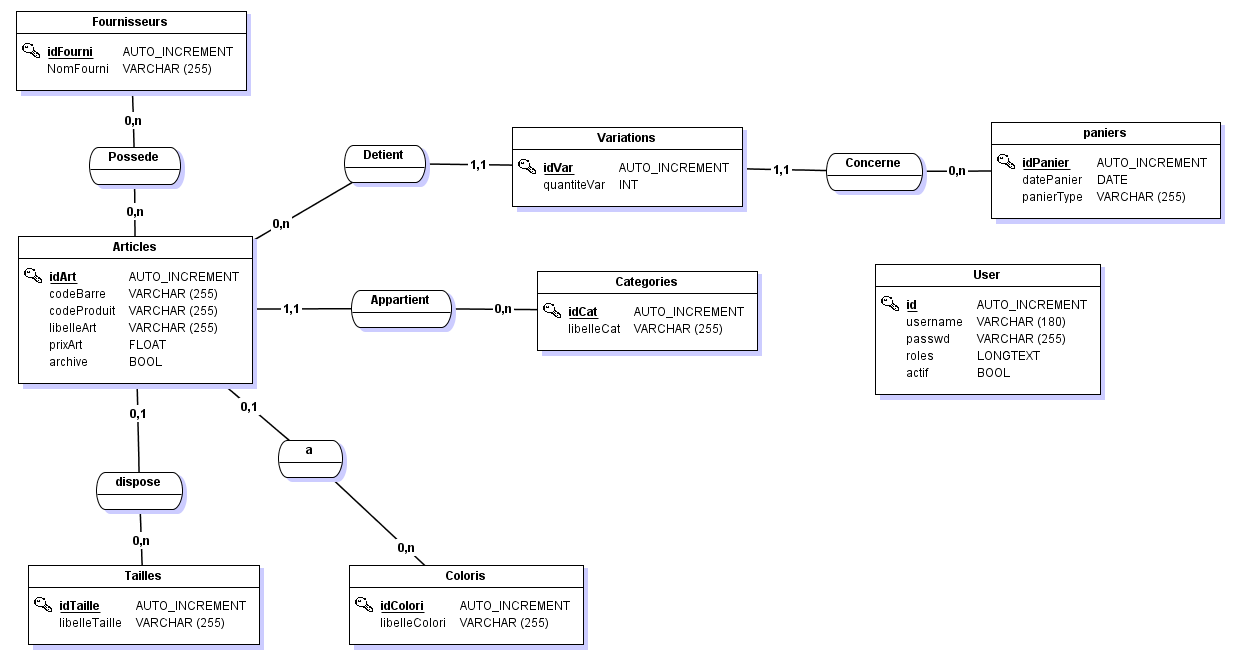 Fournisseurs
idFourni AUTO_INCREMENT
NomFourni VARCHAR (255)
0,n
Possede
0,n
Detient
0,n
1,1
Variations
idVar AUTO_INCREMENT
quantiteVar INT
1,1
Concerne
0,n
paniers
idPanier AUTO_INCREMENT
datePanier DATE
panierType VARCHAR (255)
Articles
idArt AUTO_INCREMENT
codeBarre VARCHAR (255)
codeProduit VARCHAR (255)
libelleArt VARCHAR (255)
prixArt FLOAT
archive BOOL
1,1
Appartient
0,n
Categories
idCat AUTO_INCREMENT
libelleCat VARCHAR (255)
User
id AUTO_INCREMENT
username VARCHAR (180)
passwd VARCHAR (255)
roles LONGTEXT
actif BOOL
0,1
dispose
0,n
0,1
a
0,n
Tailles
idTaille AUTO_INCREMENT
libelleTaille VARCHAR (255)
Coloris
idColori AUTO_INCREMENT
libelleColori VARCHAR (255)